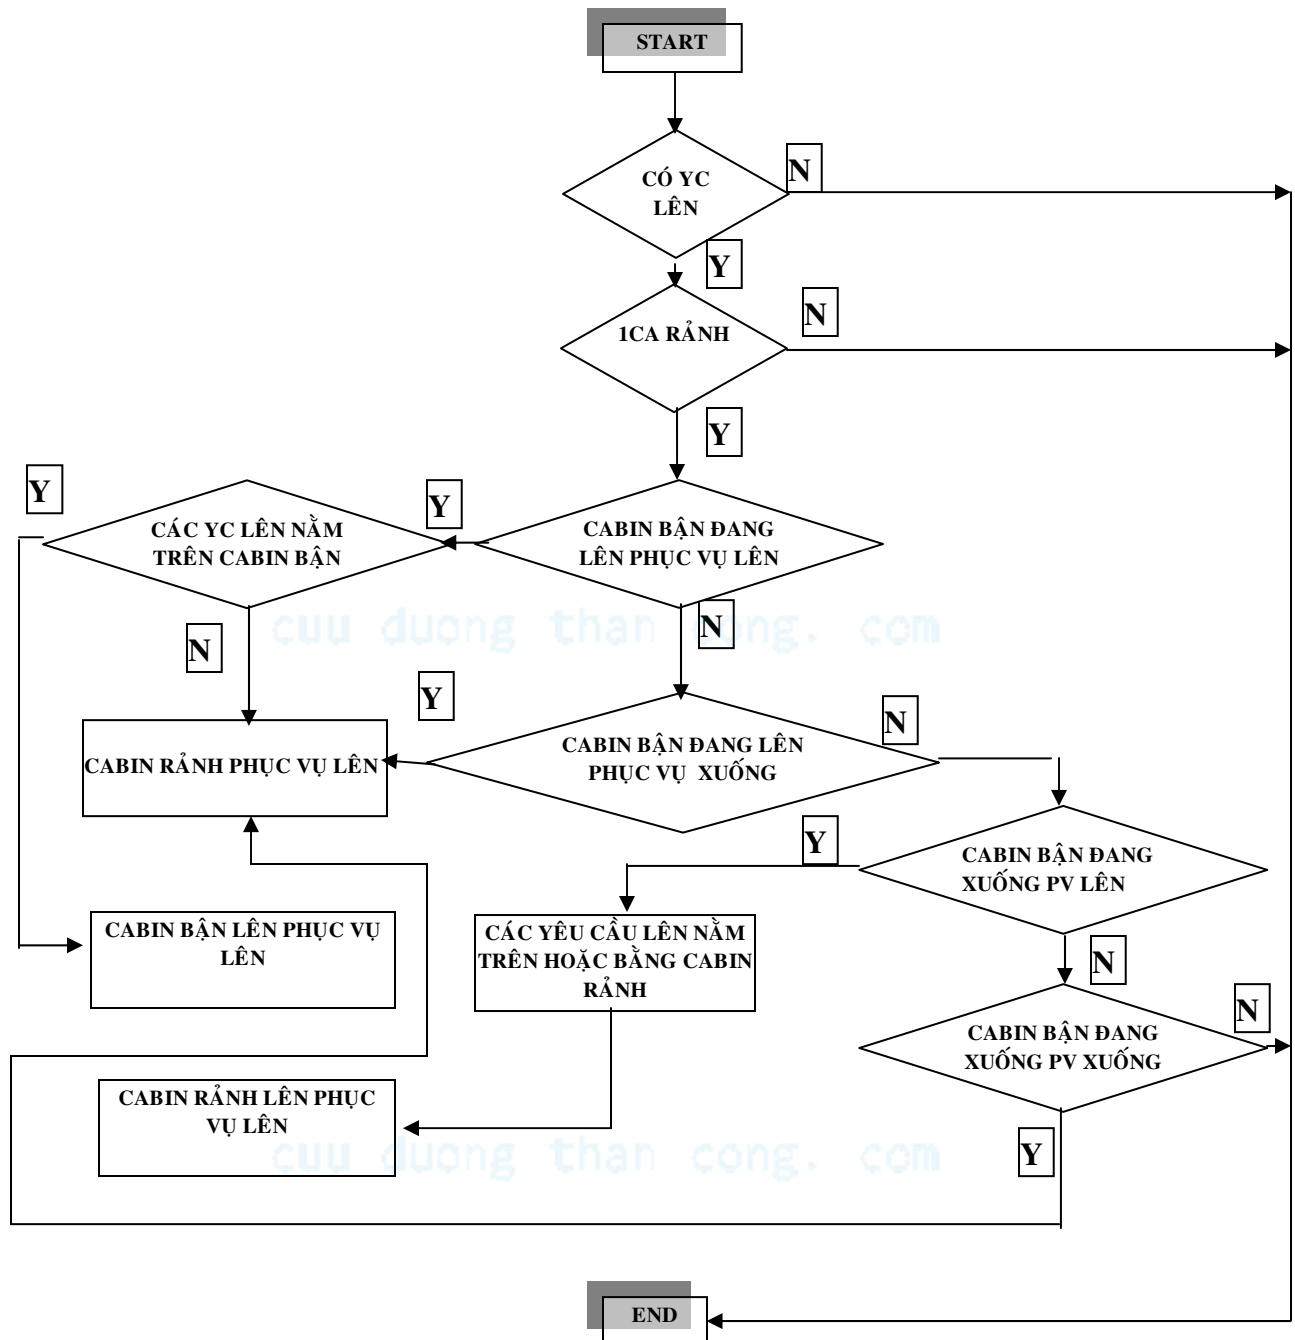 START
CÓ YC
LÊN
N
Y
1CA RẢNH
N
Y
Y
CÁC YC LÊN NẰM
TRÊN CABIN BẬN
Y
CABIN BẬN ĐANG
LÊN PHỤC VỤ LÊN
cuu duong than cong. com
N
N
Y
CABIN RẢNH PHỤC VỤ LÊN
CABIN BẬN ĐANG LÊN
PHỤC VỤ XUỐNG
N
Y
CABIN BẬN ĐANG
XUỐNG PV LÊN
CABIN BẬN LÊN PHỤC VỤ
LÊN
CÁC YÊU CẦU LÊN NẰM
TRÊN HOẶC BẰNG CABIN
RẢNH
N
N
CABIN BẬN ĐANG
XUỐNG PV XUỐNG
CABIN RẢNH LÊN PHỤC
VỤ LÊN
cuu duong than cong. com
Y
END